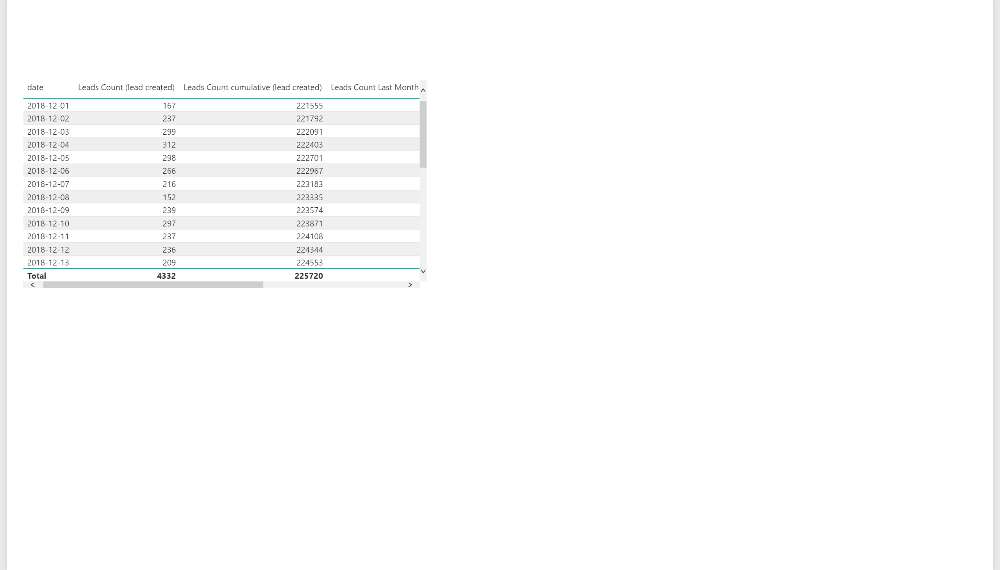 date Leads Count (lead created) Leads Count cumulative (lead created) Leads Count Last Month
2018-12-01 167 221555
2018-12-02 237 221792
2018-12-03 299 222091
2018-12-04 312 222403
2018-12-05 298 222701
2018-12-06 266 222967
2018-12-07 216 223183
2018-12-08 152 223335
2018-12-09 239 223574
2018-12-10 297 223871
2018-12-11 237 224108
2018-12-12 236 224344
2018-12-13 209 224553
Total 4332 225720